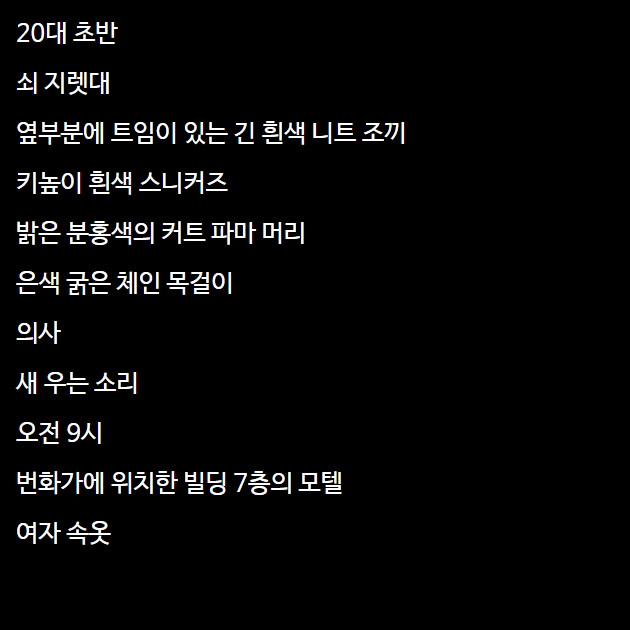 20대 초반
쇠 지렛대
옆부분에 트임이 있는 긴 흰색 니트 조끼
키높이 흰색 스니커즈
밝은 분홍색의 커트 파마 머리
은색 굵은 체인 목걸이
의사
새 우는 소리
오전 9시
번화가에 위치한 빌딩 7층의 모텔
여자 속옷